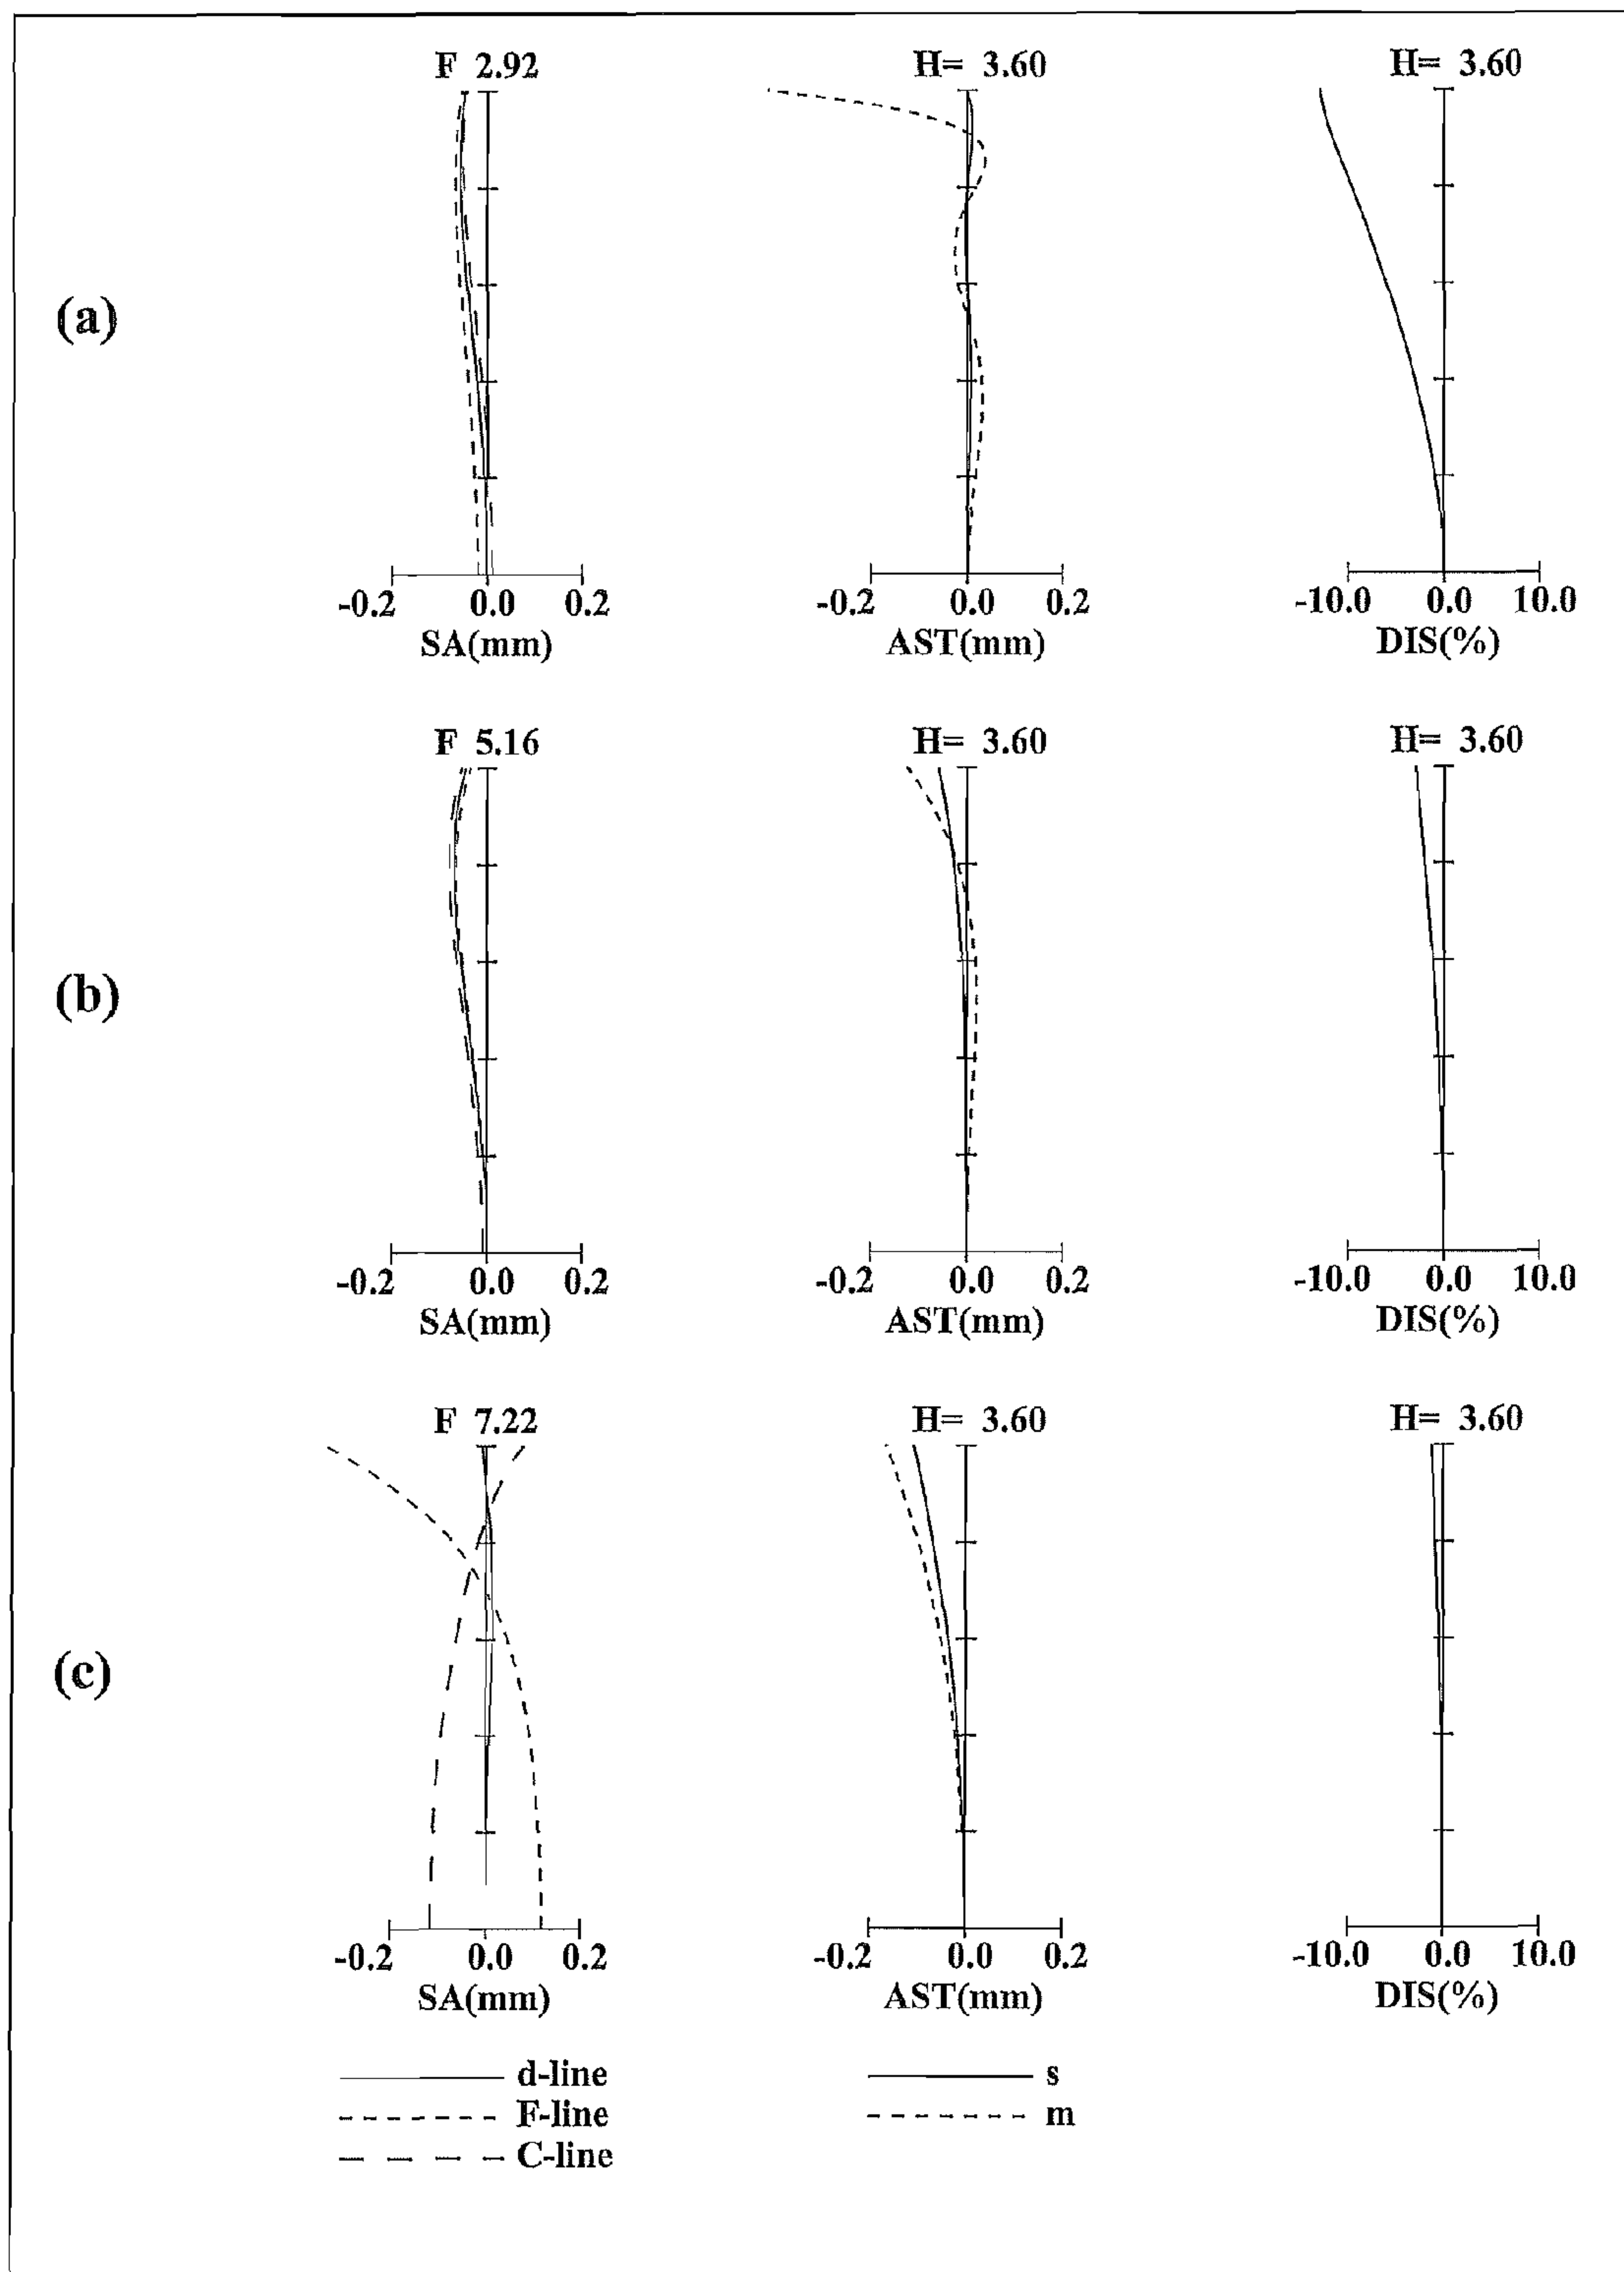 F 2.92 H= 3.60 H= 3.60
(a)
-0.2 0.0 0.2 -0.2 0.0 0.2 -10.0 0.0 10.0
SA(mm) AST(mm) DIS(%)
F 5.16 H= 3.60 H= 3.60
(b)
-0.2 0.0 0.2 -0.2 0.0 0.2 -10.0 0.0 10.0
SA(mm) AST(mm) DIS(%)
F 7.22 H= 3.60 H= 3.60
(c)
-0.2 0.0 0.2 -0.2 0.0 0.2 -10.0 0.0 10.0
SA(mm) AST(mm) DIS(%)
d-line s
F-line m
C-line